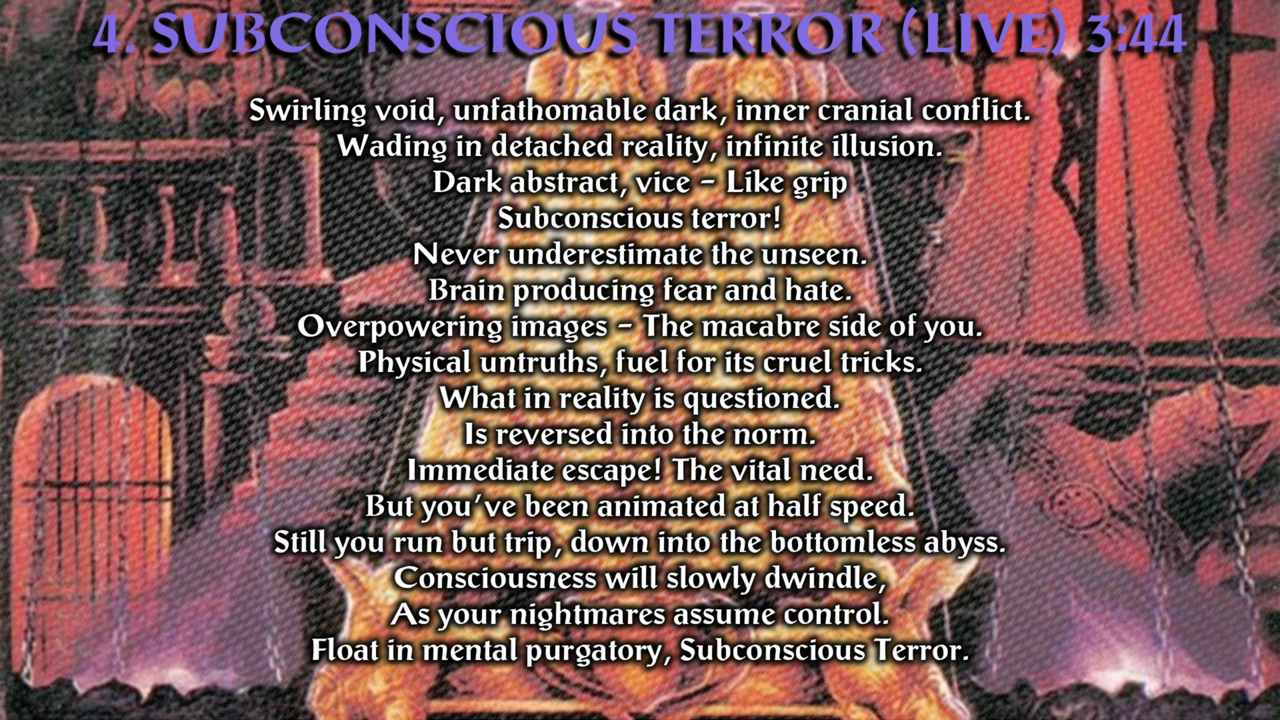 4. SUBCONSCIOUS TERROR (LIVE) 3:44
Swirling void, unfathomable dark, inner cranial conflict.
Wading in detached reality, infinite illusion.
Dark abstract, vice – Like grip
Subconscious terror!
Never underestimate the unseen.
Brain producing fear and hate.
Overpowering images – The macabre side of you.
Physical untruths, fuel for its cruel tricks.
What in reality is questioned.
Is reversed into the norm.
Immediate escape! The vital need.
But you've been animated at half speed.
Still you run but trip, down into the bottomless abyss.
Consciousness will slowly dwindle,
As your nightmares assume control.
Float in mental purgatory, Subconscious Terror.